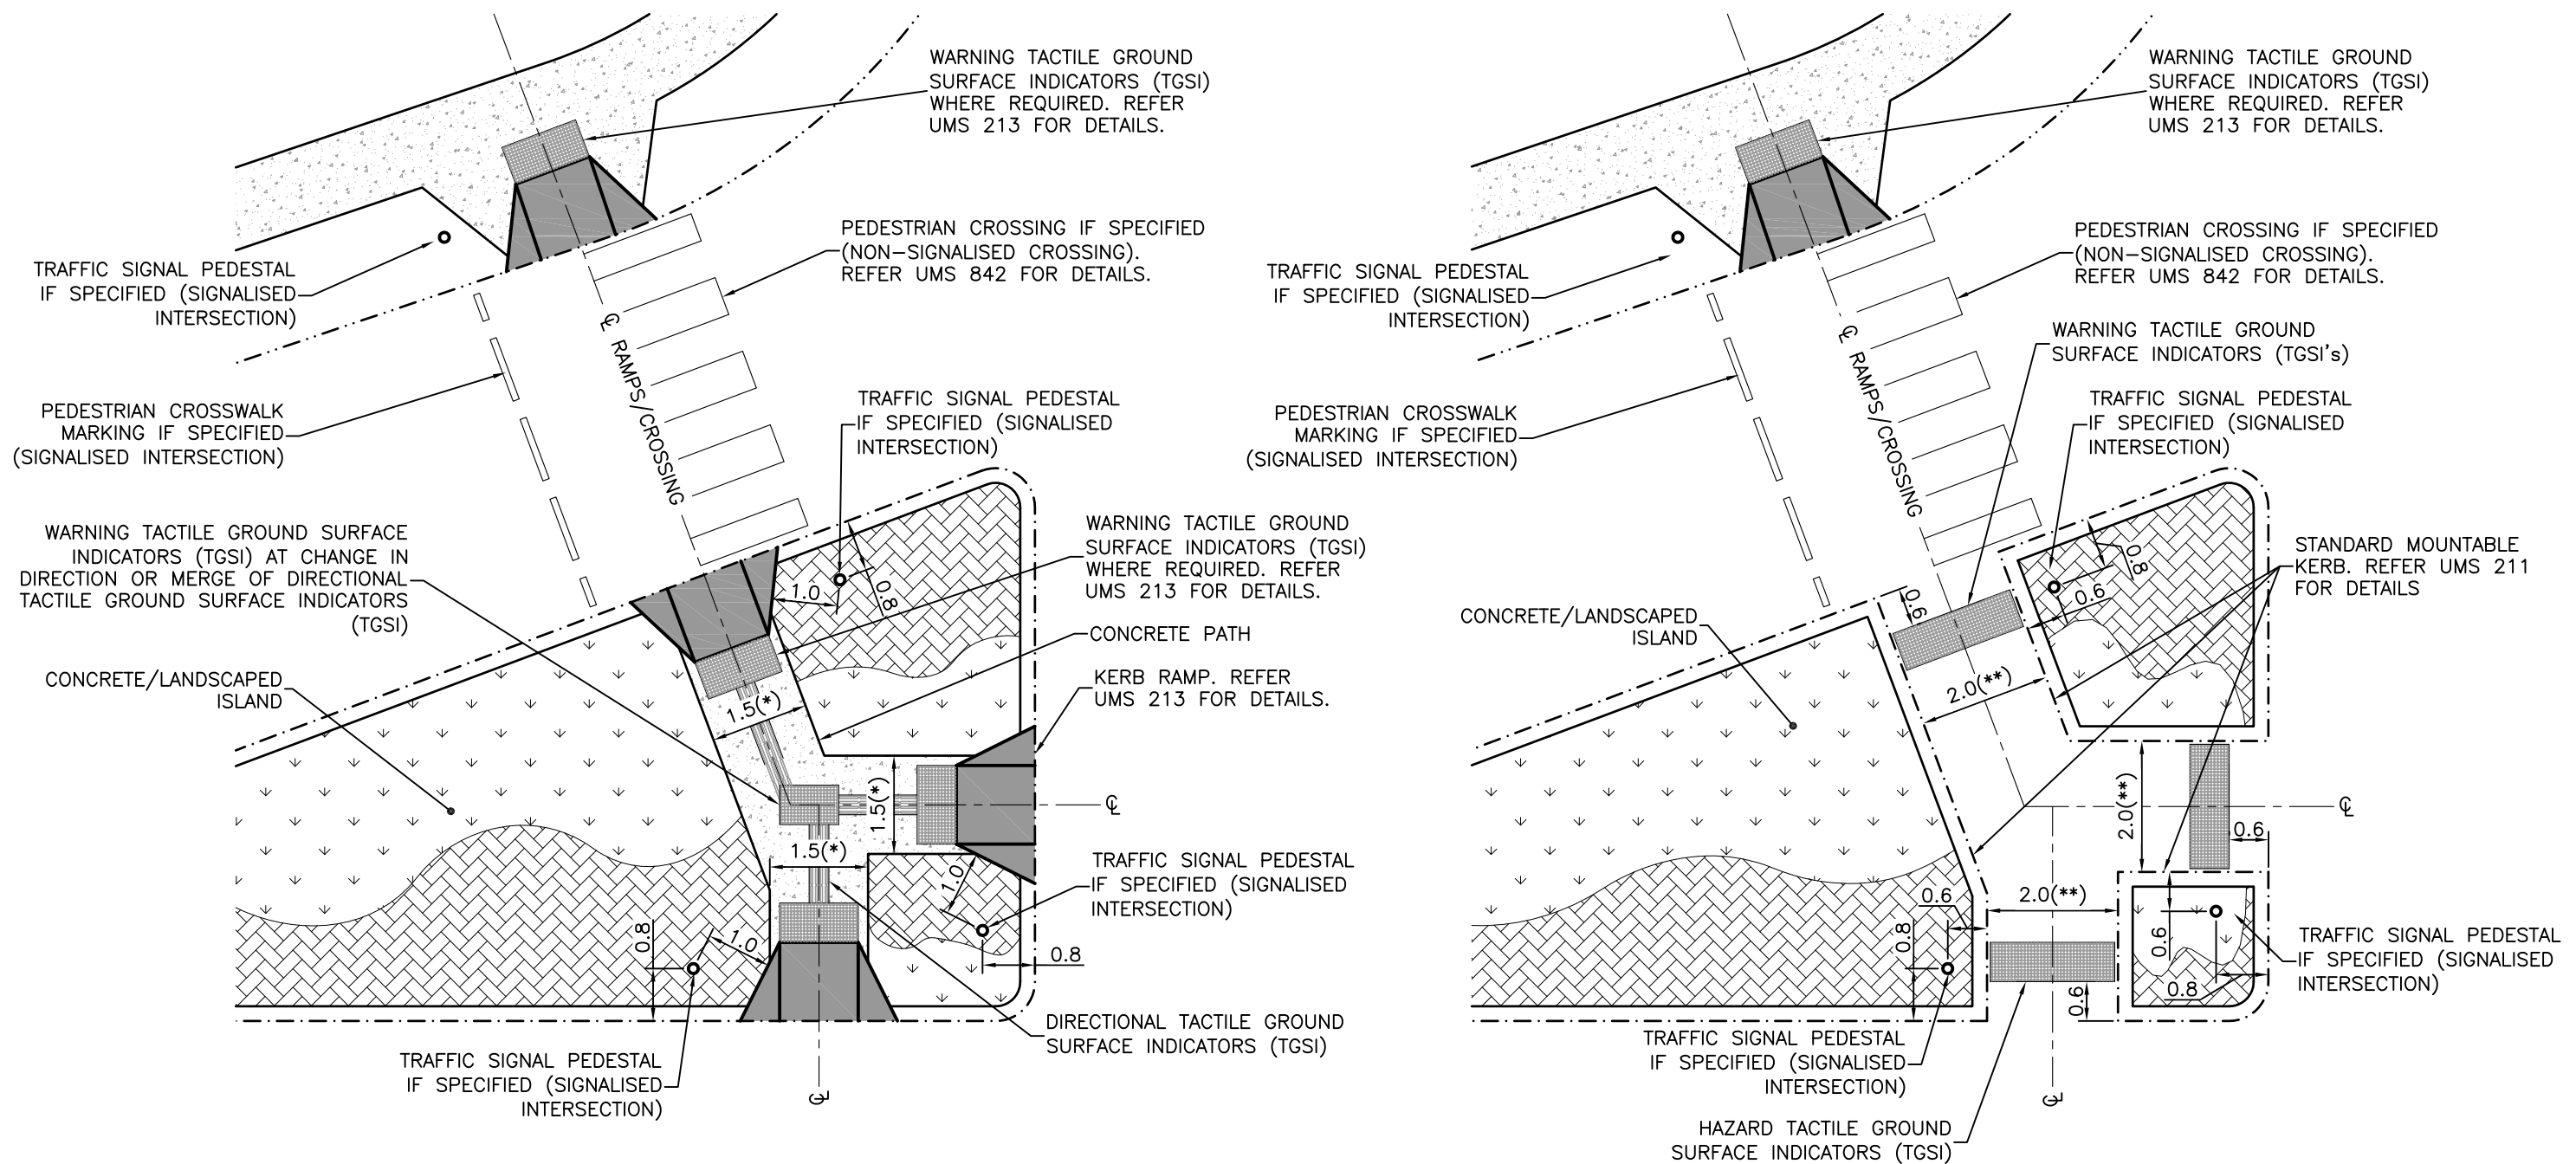 WARNING TACTILE GROUND
SURFACE INDICATORS (TGSI)
WHERE REQUIRED. REFER
UMS 213 FOR DETAILS.
PEDESTRIAN CROSSING IF SPECIFIED
(NON-SIGNALISED CROSSING).
REFER UMS 842 FOR DETAILS.
TRAFFIC SIGNAL PEDESTAL
IF SPECIFIED (SIGNALISED
INTERSECTION)
℄ RAMPS/CROSSING
PEDESTRIAN CROSSWALK
MARKING IF SPECIFIED
(SIGNALISED INTERSECTION)
TRAFFIC SIGNAL PEDESTAL
IF SPECIFIED (SIGNALISED
INTERSECTION)
WARNING TACTILE GROUND SURFACE
INDICATORS (TGSI) AT CHANGE IN
DIRECTION OR MERGE OF DIRECTIONAL
TACTILE GROUND SURFACE INDICATORS
(TGSI)
WARNING TACTILE GROUND
SURFACE INDICATORS (TGSI)
WHERE REQUIRED. REFER
UMS 213 FOR DETAILS.
1.0
0.8
CONCRETE PATH
CONCRETE/LANDSCAPED
ISLAND
KERB RAMP. REFER
UMS 213 FOR DETAILS.
1.5(*)
1.5(*)
℄
1.5(*)
TRAFFIC SIGNAL PEDESTAL
IF SPECIFIED (SIGNALISED
INTERSECTION)
1.0
0.8
1.0
0.8
DIRECTIONAL TACTILE GROUND
SURFACE INDICATORS (TGSI)
TRAFFIC SIGNAL PEDESTAL
IF SPECIFIED (SIGNALISED
INTERSECTION)
℄
WARNING TACTILE GROUND
SURFACE INDICATORS (TGSI)
WHERE REQUIRED. REFER
UMS 213 FOR DETAILS.
PEDESTRIAN CROSSING IF SPECIFIED
(NON-SIGNALISED CROSSING).
REFER UMS 842 FOR DETAILS.
TRAFFIC SIGNAL PEDESTAL
IF SPECIFIED (SIGNALISED
INTERSECTION)
℄ RAMPS/CROSSING
WARNING TACTILE GROUND
SURFACE INDICATORS (TGSI's)
PEDESTRIAN CROSSWALK
MARKING IF SPECIFIED
(SIGNALISED INTERSECTION)
TRAFFIC SIGNAL PEDESTAL
IF SPECIFIED (SIGNALISED
INTERSECTION)
STANDARD MOUNTABLE
KERB. REFER UMS 211
FOR DETAILS
0.8
0.6
0.6
CONCRETE/LANDSCAPED
ISLAND
2.0(**)
2.0(**)
℄
0.6
0.6
2.0(**)
0.8
0.6
0.8
0.6
TRAFFIC SIGNAL PEDESTAL
IF SPECIFIED (SIGNALISED
INTERSECTION)
TRAFFIC SIGNAL PEDESTAL
IF SPECIFIED (SIGNALISED
INTERSECTION)
℄
HAZARD TACTILE GROUND
SURFACE INDICATORS (TGSI)